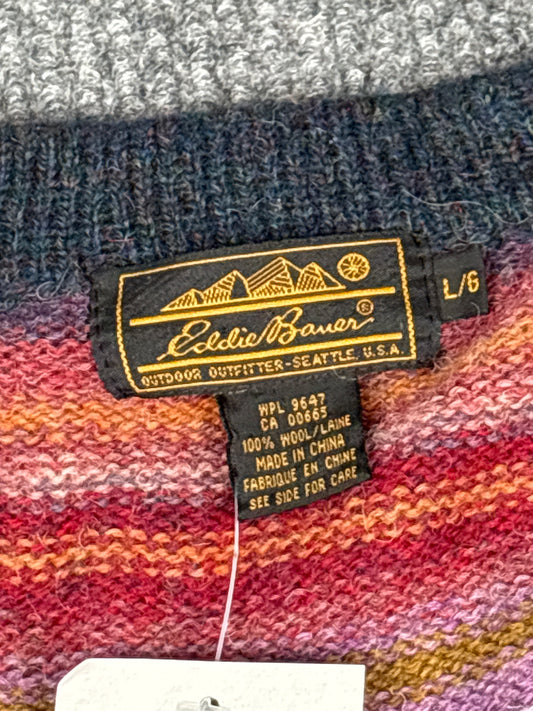 Eddie Bauer®
OUTDOOR OUTFITTER-SEATTLE, U.S.A.
L/G
WPL 9647
CA 00665
100% WOOL/LAINE
MADE IN CHINA
FABRIQUE EN CHINE
SEE SIDE FOR CARE